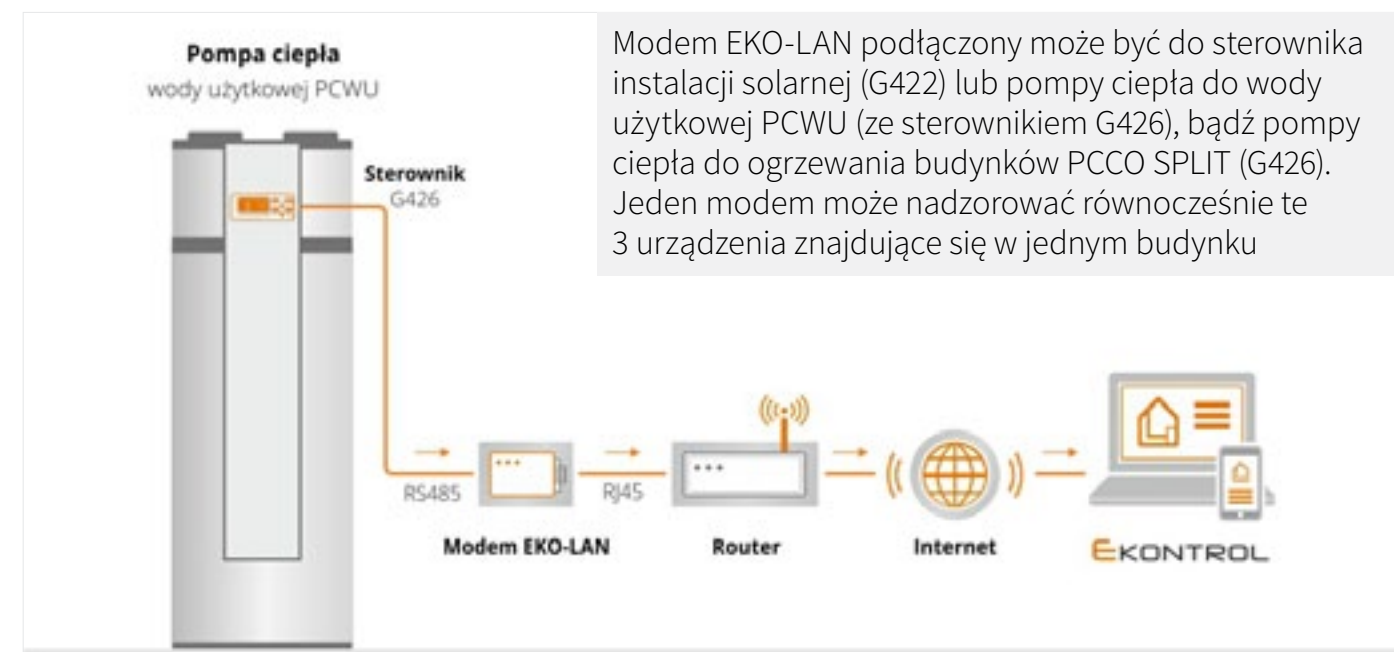 Pompa ciepła
wody użytkowej PCWU
Modem EKO-LAN podłączony może być do sterownika
instalacji solarnej (G422) lub pompy ciepła do wody
użytkowej PCWU (ze sterownikiem G426), bądź pompy
ciepła do ogrzewania budynków PCCO SPLIT (G426).
Jeden modem może nadzorować równocześnie te
3 urządzenia znajdujące się w jednym budynku
Sterownik
G426
RS485
RJ45
Modem EKO-LAN
Router
Internet
EKONTROL